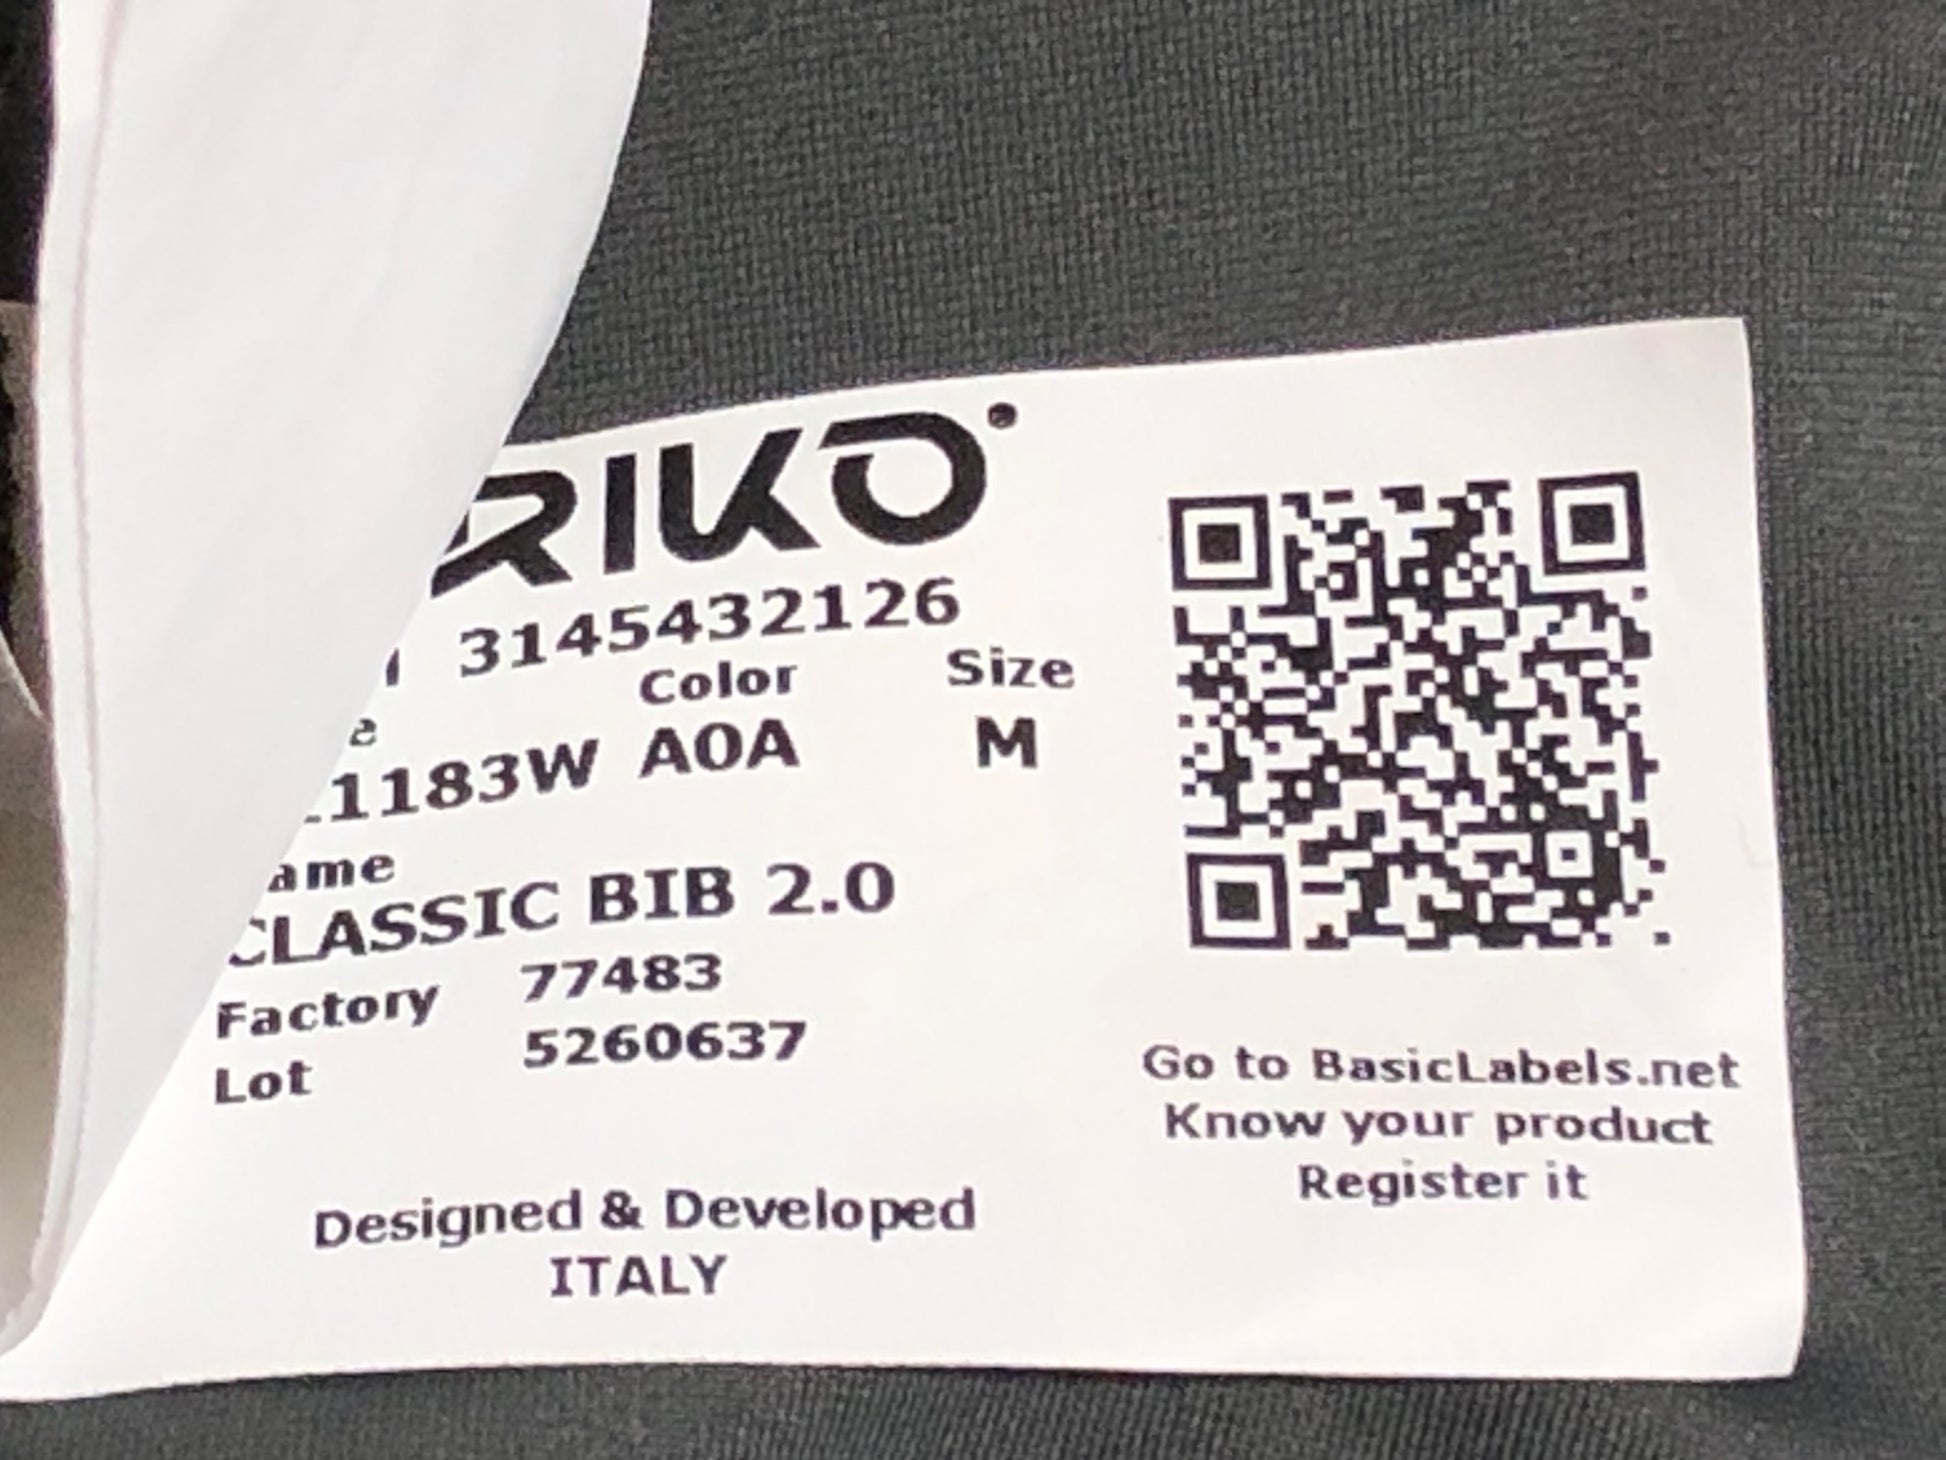 RIKO
3145432126
Color Size
1183W A0A M
ame
CLASSIC BIB 2.0
Factory 77483
Lot 5260637
Designed & Developed
ITALY
Go to BasicLabels.net
Know your product
Register it